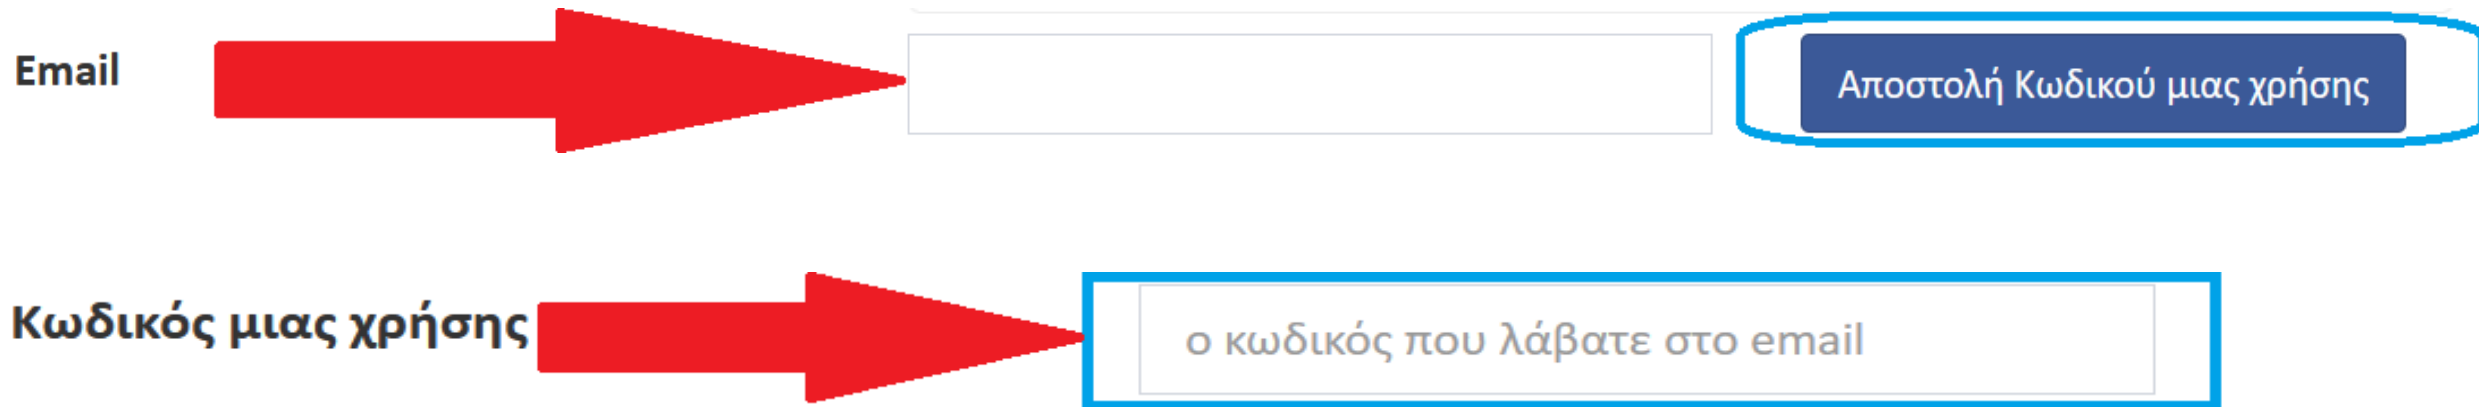 Email
Αποστολή Κωδικού μιας χρήσης
Κωδικός μιας χρήσης
ο κωδικός που λάβατε στο email